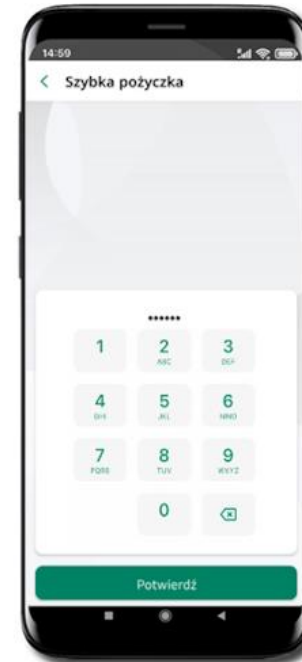 14:59
Szybka pożyczka
1 2 3
ABC DEF
4 5 6
GHI JKL MNO
7 8 9
PQRS TUV WXYZ
0
Potwierdź